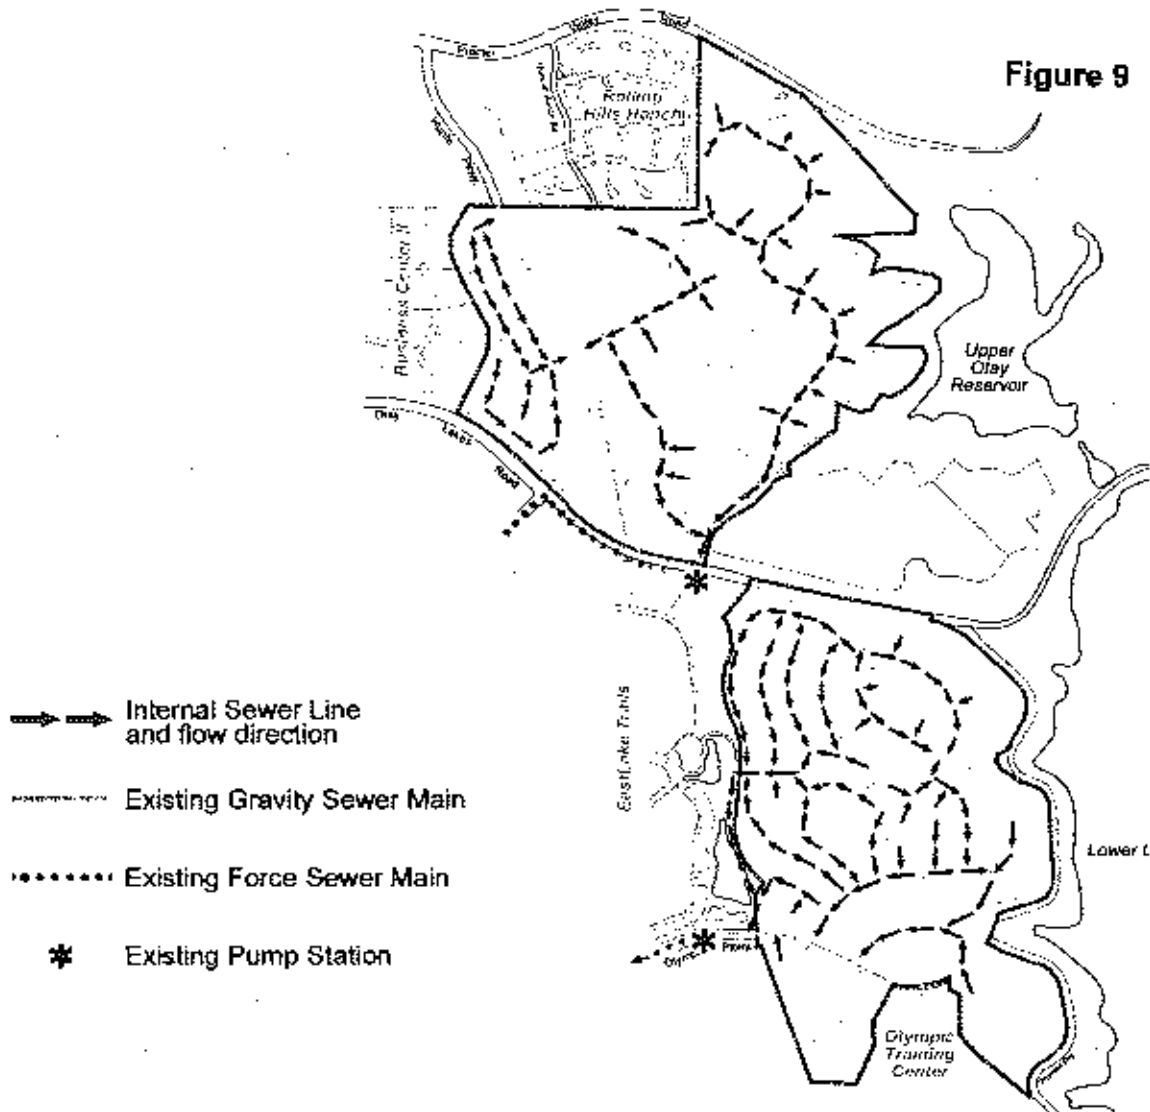 Figure 9
Road
Rolling
Hills Ranch
Business Center II
Upper
Otay
Reservoir
Otay
Lakes
Road
EastLake Trails
Internal Sewer Line
and flow direction
Existing Gravity Sewer Main
Existing Force Sewer Main
Existing Pump Station
Lower L
Olympic
Training
Center